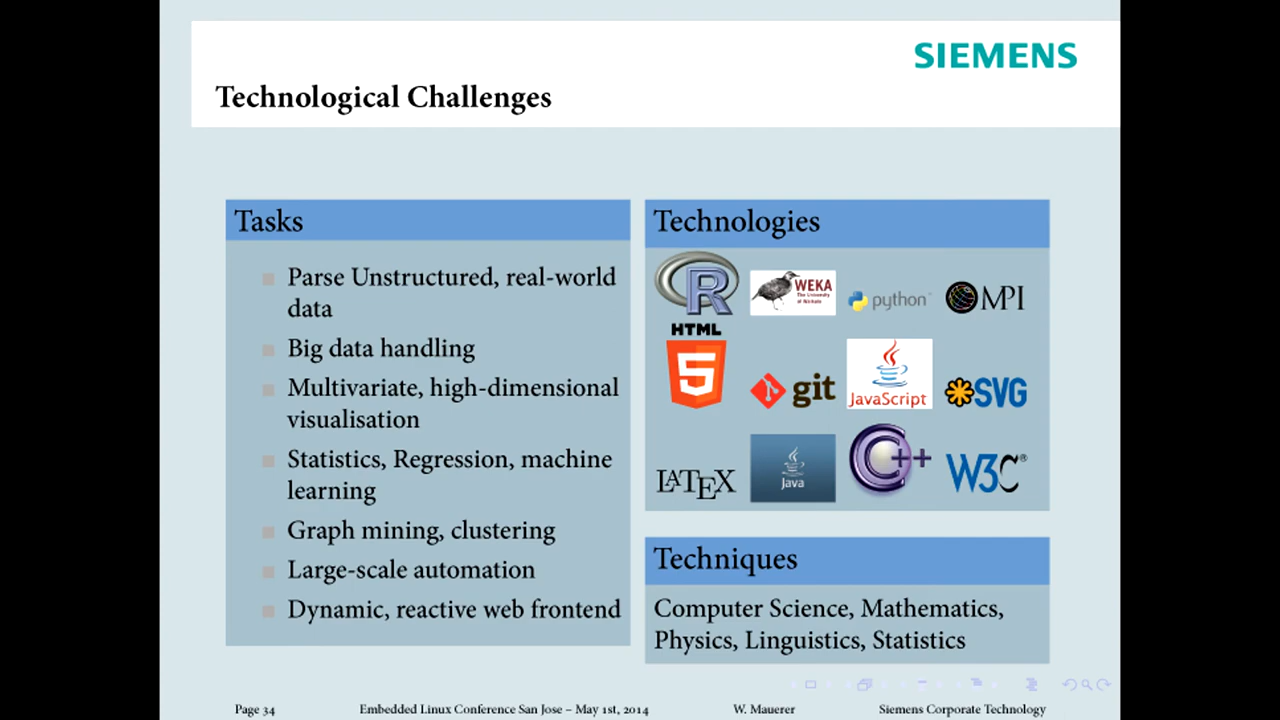 SIEMENS
Technological Challenges
Tasks
Parse Unstructured, real-world
data
Big data handling
Multivariate, high-dimensional
visualisation
Statistics, Regression, machine
learning
Graph mining, clustering
Large-scale automation
Dynamic, reactive web frontend
Technologies
R
WEKA
The University
of Waikato
python
MPI
HTML
5
git
JavaScript
SVG
LATEX
Java
C++
W3C®
Techniques
Computer Science, Mathematics,
Physics, Linguistics, Statistics
Page 34 Embedded Linux Conference San Jose – May 1st, 2014 W. Mauerer Siemens Corporate Technology